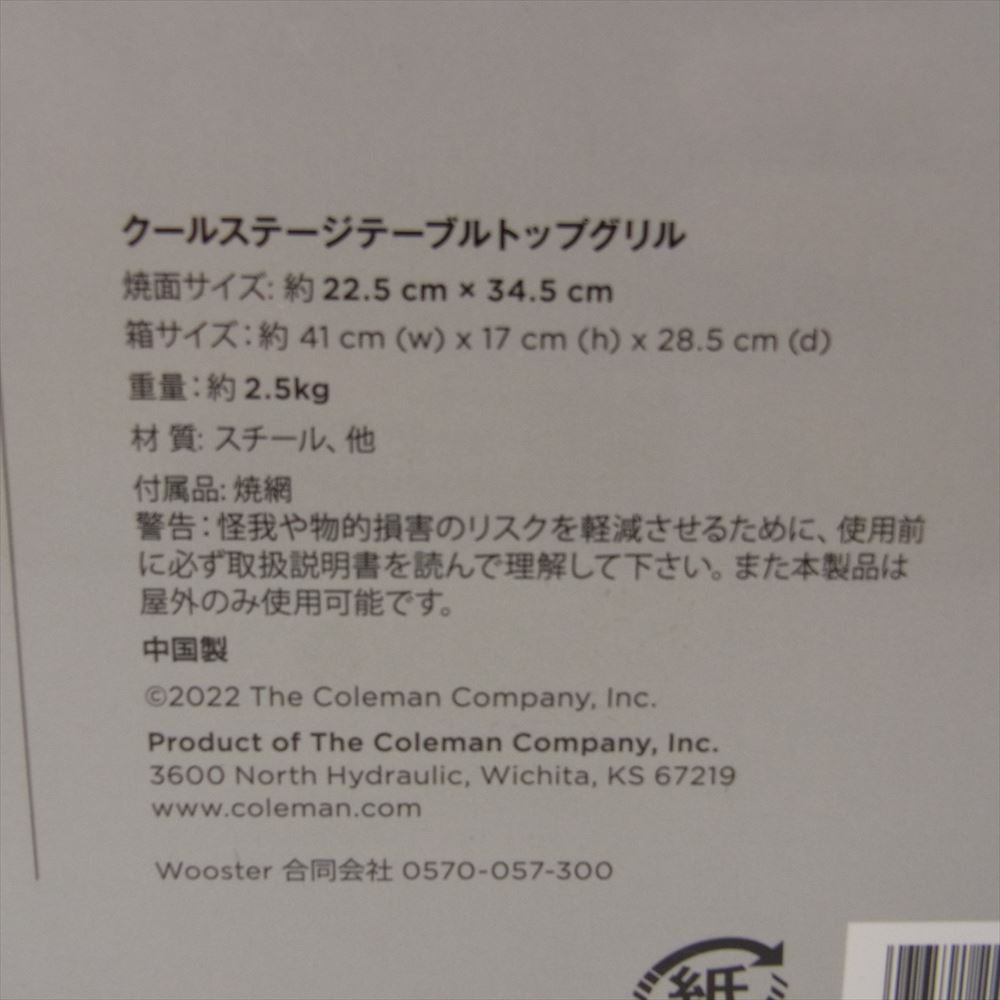 クールステージテーブルトップグリル
焼面サイズ: 約 22.5 cm × 34.5 cm
箱サイズ：約 41 cm (w) x 17 cm (h) x 28.5 cm (d)
重量：約 2.5kg
材 質: スチール、他
付属品: 焼網
警告：怪我や物的損害のリスクを軽減させるために、使用前
に必ず取扱説明書を読んで理解して下さい。また本製品は
屋外のみ使用可能です。
中国製
©2022 The Coleman Company, Inc.
Product of The Coleman Company, Inc.
3600 North Hydraulic, Wichita, KS 67219
www.coleman.com
Wooster 合同会社 0570-057-300
紙